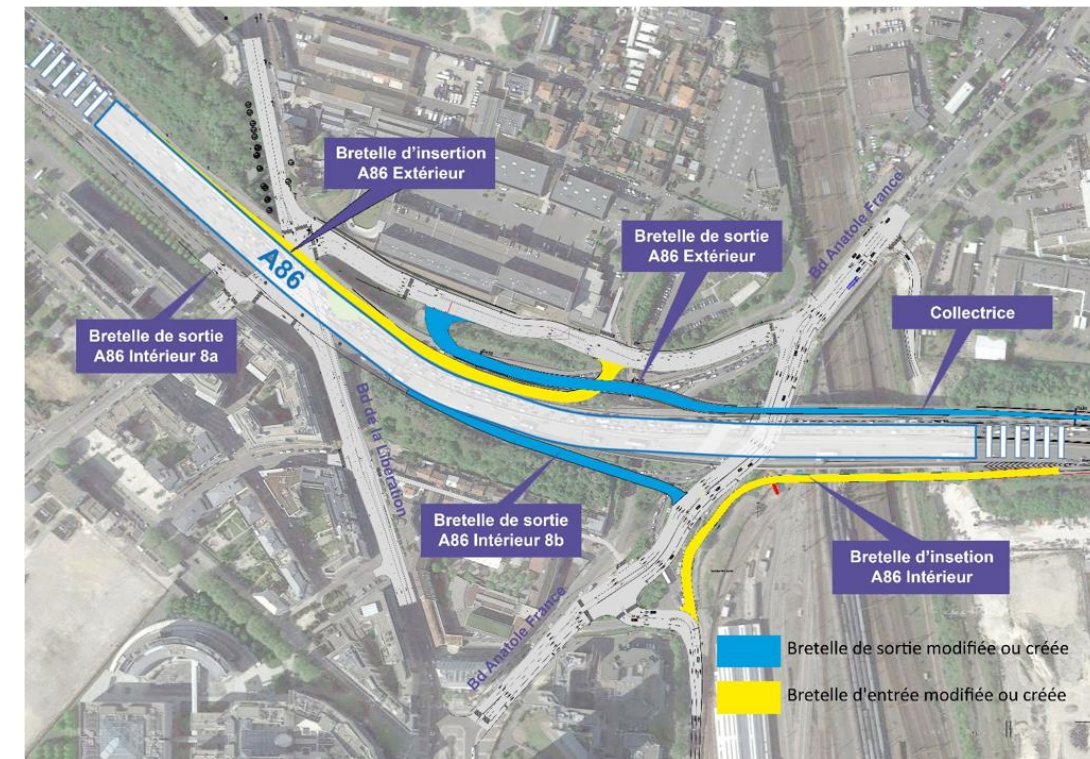 Bretelle d'insertion
A86 Extérieur
Bretelle de sortie
A86 Extérieur
Bd Anatole France
A86
Collectrice
Bretelle de sortie
A86 Intérieur 8a
Bd de la Libération
Bretelle de sortie
A86 Intérieur 8b
Bretelle d'insetion
A86 Intérieur
Bd Anatole France
Bretelle de sortie modifiée ou créée
Bretelle d'entrée modifiée ou créée